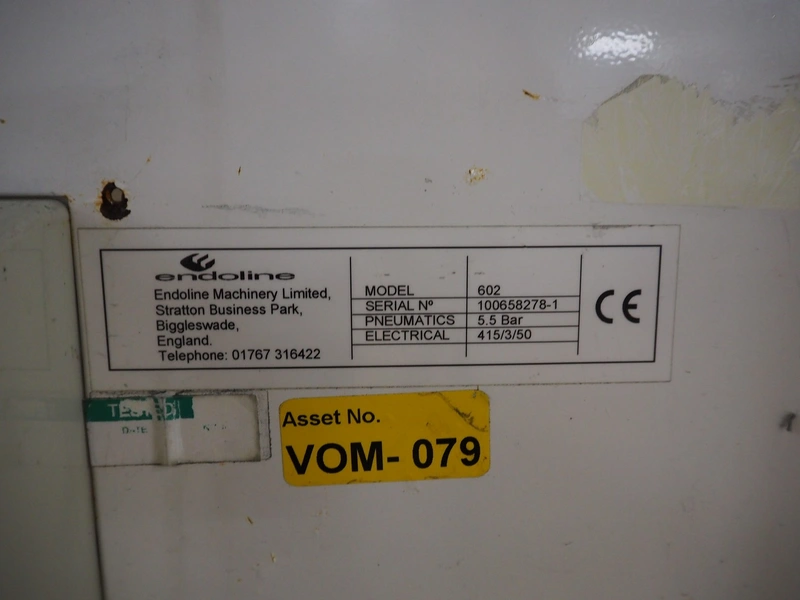 endoline
Endoline Machinery Limited,
Stratton Business Park,
Biggleswade,
England.
Telephone: 01767 316422
MODEL 602
SERIAL Nº 100658278-1
PNEUMATICS 5.5 Bar
ELECTRICAL 415/3/50
CE
TESTED
DATE
Asset No.
VOM- 079